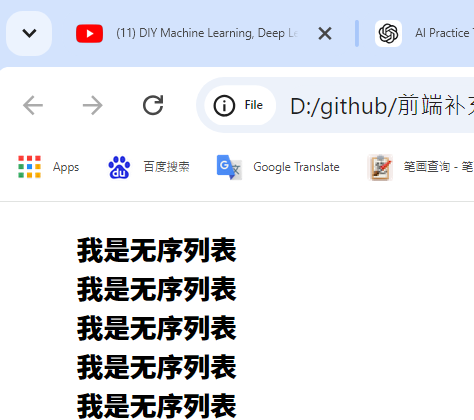 (11) DIY Machine Learning, Deep Le
AI Practice
File
D:/github/前端补充
Apps
du
百度搜索
Google Translate
笔画查询 - 笔
我是无序列表
我是无序列表
我是无序列表
我是无序列表
我是无序列表